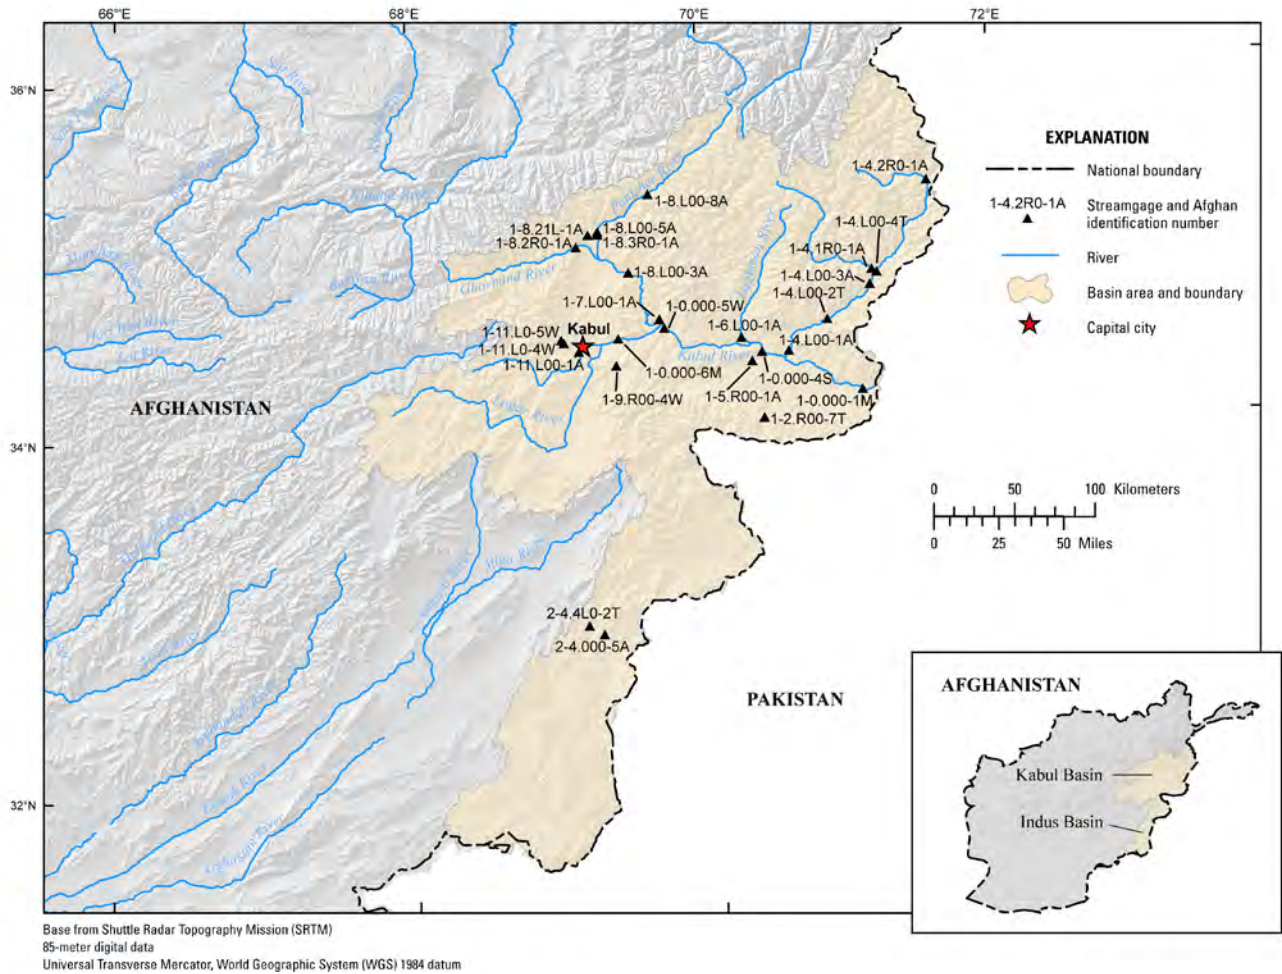 66°E
68°E
70°E
72°E
36°N
34°N
32°N
EXPLANATION
National boundary
1-4.2R0-1A
Streamgage and Afghan
identification number
River
Basin area and boundary
Capital city
1-4.2R0-1A
1-8.L00-8A
1-8.21L-1A
1-8.L00-5A
1-8.2R0-1A
1-8.3R0-1A
1-4.L00-4T
1-4.1R0-1A
1-8.L00-3A
1-4.L00-3A
1-4.L00-2T
Ghorband River
1-7.L00-1A
1-0.000-5W
1-6.L00-1A
1-11.L0-5W
Kabul
1-11.L0-4W
1-4.L00-1A
Kabul River
1-11.L00-1A
1-0.000-6M
1-0.000-4S
1-9.R00-4W
1-5.R00-1A
1-0.000-1M
1-2.R00-7T
Logar River
AFGHANISTAN
0 50 100 Kilometers
0 25 50 Miles
2-4.4L0-2T
2-4.000-5A
PAKISTAN
AFGHANISTAN
Kabul Basin
Indus Basin
Base from Shuttle Radar Topography Mission (SRTM)
85-meter digital data
Universal Transverse Mercator, World Geographic System (WGS) 1984 datum